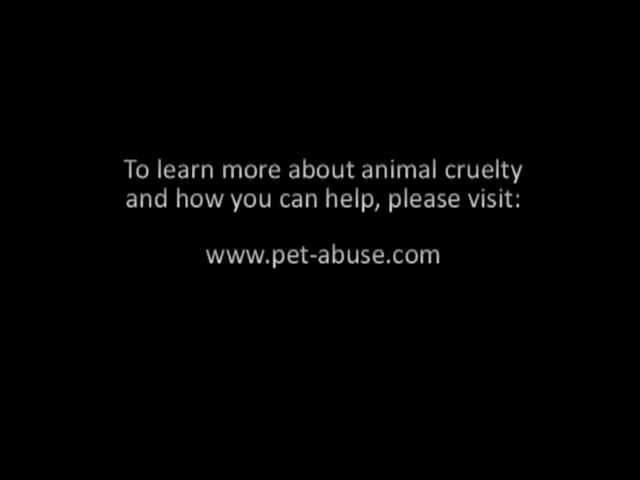 To learn more about animal cruelty
and how you can help, please visit:
www.pet-abuse.com